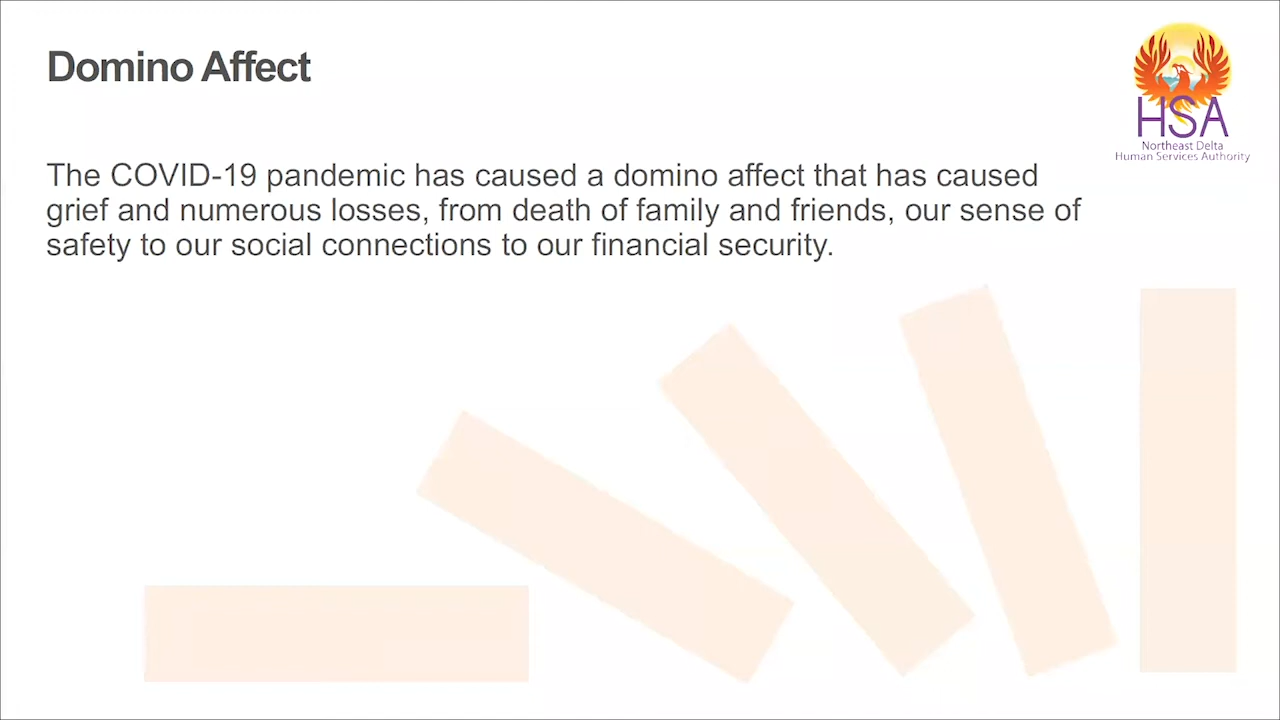 Domino Affect
HSA
Northeast Delta
Human Services Authority
The COVID-19 pandemic has caused a domino affect that has caused
grief and numerous losses, from death of family and friends, our sense of
safety to our social connections to our financial security.